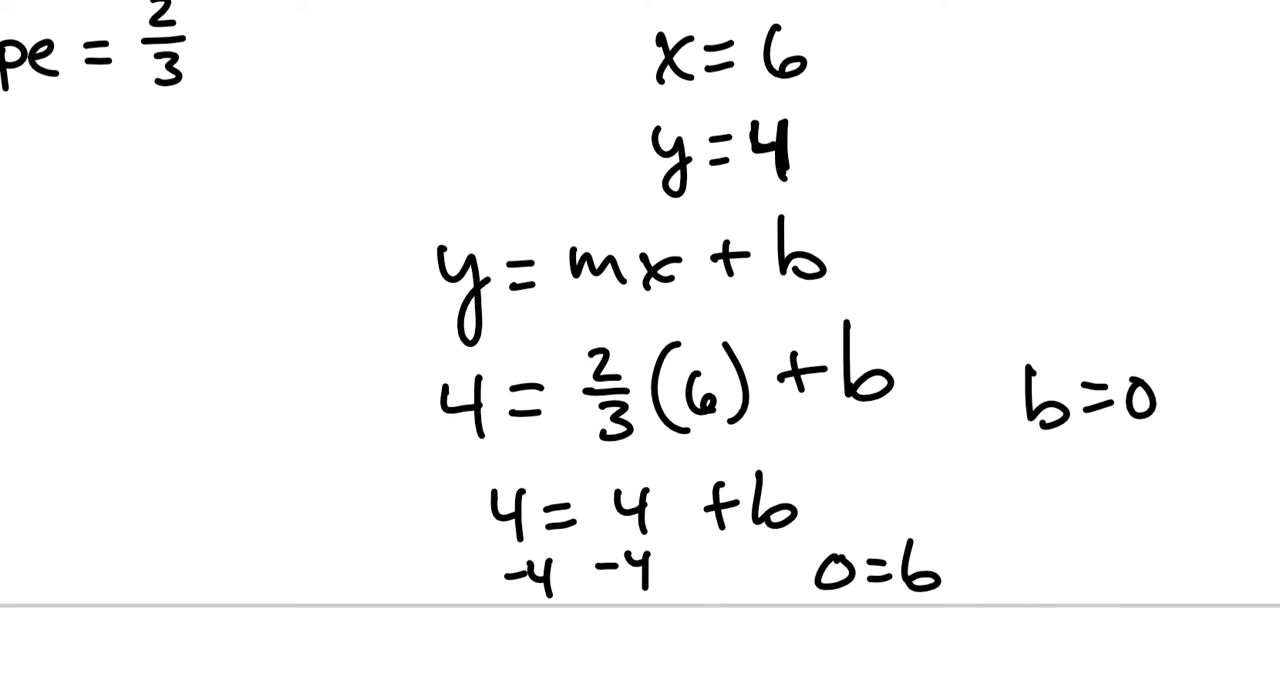 pe = 2/3
x = 6
y = 4
y = mx + b
4 = 2/3 (6) + b
b = 0
4 = 4 + b
-4 -4
0 = b